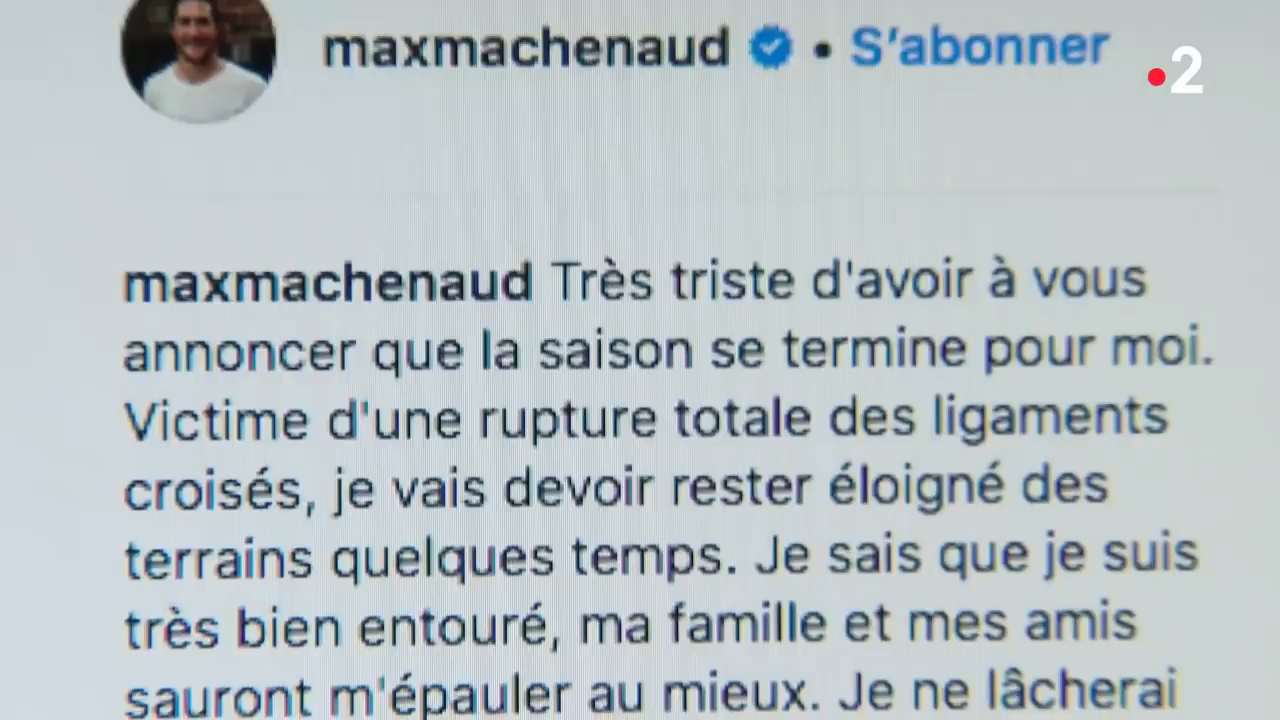 maxmachenaud • S'abonner
•2
maxmachenaud Très triste d'avoir à vous
annoncer que la saison se termine pour moi.
Victime d'une rupture totale des ligaments
croisés, je vais devoir rester éloigné des
terrains quelques temps. Je sais que je suis
très bien entouré, ma famille et mes amis
sauront m'épauler au mieux. Je ne lâcherai